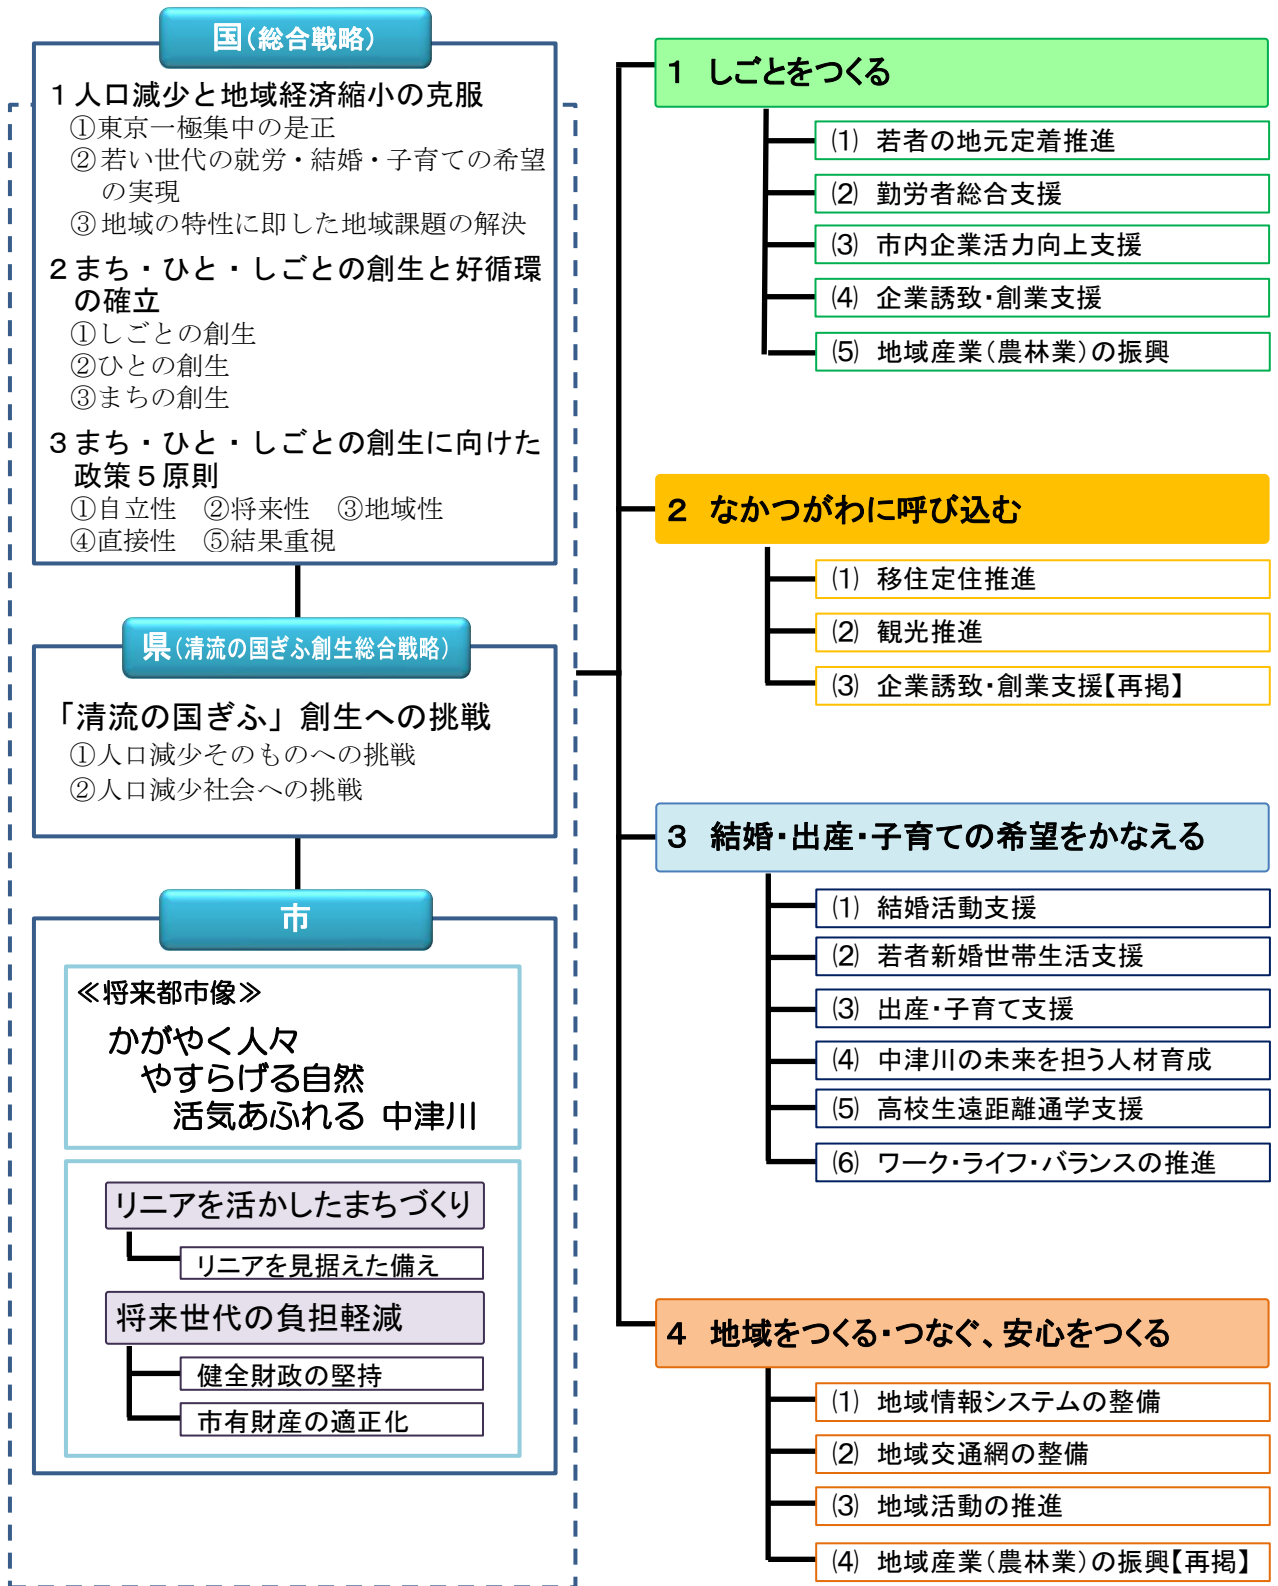 国(総合戦略)
1 人口減少と地域経済縮小の克服
①東京一極集中の是正
②若い世代の就労・結婚・子育ての希望
の実現
③地域の特性に即した地域課題の解決
2 まち・ひと・しごとの創生と好循環
の確立
①しごとの創生
②ひとの創生
③まちの創生
3 まち・ひと・しごとの創生に向けた
政策5原則
①自立性 ②将来性 ③地域性
④直接性 ⑤結果重視
県(清流の国ぎふ創生総合戦略)
「清流の国ぎふ」創生への挑戦
①人口減少そのものへの挑戦
②人口減少社会への挑戦
市
≪将来都市像≫
かがやく人々
やすらげる自然
活気あふれる 中津川
リニアを活かしたまちづくり
リニアを見据えた備え
将来世代の負担軽減
健全財政の堅持
市有財産の適正化
1 しごとをつくる
(1) 若者の地元定着推進
(2) 勤労者総合支援
(3) 市内企業活力向上支援
(4) 企業誘致・創業支援
(5) 地域産業(農林業)の振興
2 なかつがわに呼び込む
(1) 移住定住推進
(2) 観光推進
(3) 企業誘致・創業支援【再掲】
3 結婚・出産・子育ての希望をかなえる
(1) 結婚活動支援
(2) 若者新婚世帯生活支援
(3) 出産・子育て支援
(4) 中津川の未来を担う人材育成
(5) 高校生遠距離通学支援
(6) ワーク・ライフ・バランスの推進
4 地域をつくる・つなぐ、安心をつくる
(1) 地域情報システムの整備
(2) 地域交通網の整備
(3) 地域活動の推進
(4) 地域産業(農林業)の振興【再掲】